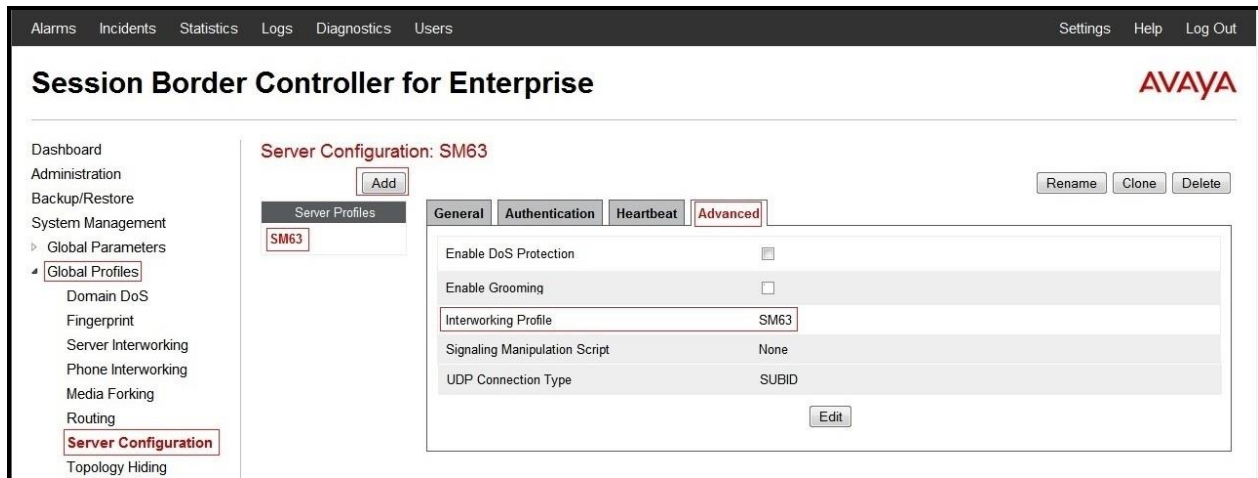 Alarms Incidents Statistics Logs Diagnostics Users Settings Help Log Out
Session Border Controller for Enterprise
AVAYA
Dashboard
Administration
Backup/Restore
System Management
Global Parameters
Global Profiles
Domain DoS
Fingerprint
Server Interworking
Phone Interworking
Media Forking
Routing
Server Configuration
Topology Hiding
Server Configuration: SM63
Add
Rename Clone Delete
Server Profiles
SM63
General Authentication Heartbeat Advanced
Enable DoS Protection
Enable Grooming
Interworking Profile SM63
Signaling Manipulation Script None
UDP Connection Type SUBID
Edit